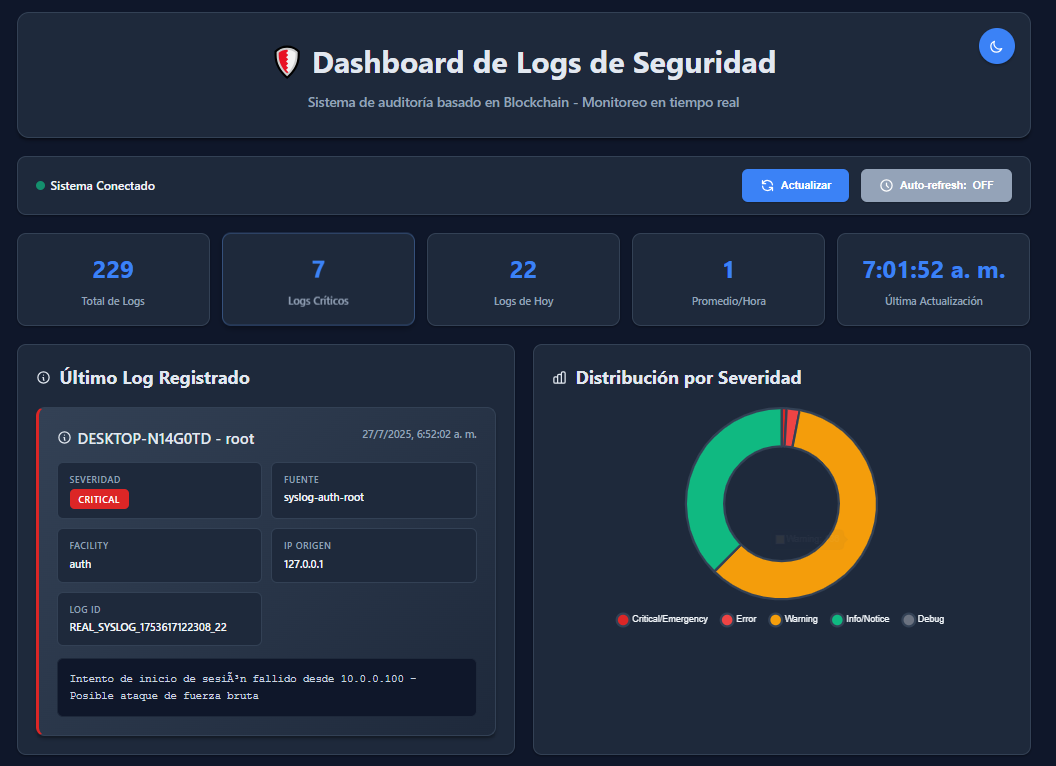 Dashboard de Logs de Seguridad
Sistema de auditoría basado en Blockchain - Monitoreo en tiempo real
Sistema Conectado
Actualizar
Auto-refresh: OFF
229
Total de Logs
7
Logs Críticos
22
Logs de Hoy
1
Promedio/Hora
7:01:52 a. m.
Última Actualización
Último Log Registrado
DESKTOP-N14G0TD - root
27/7/2025, 6:52:02 a. m.
SEVERIDAD
CRITICAL
FUENTE
syslog-auth-root
FACILITY
auth
IP ORIGEN
127.0.0.1
LOG ID
REAL_SYSLOG_1753617122308_22
Intento de inicio de sesiÃ³n fallido desde 10.0.0.100 -
Posible ataque de fuerza bruta
Distribución por Severidad
Critical/Emergency
Error
Warning
Info/Notice
Debug